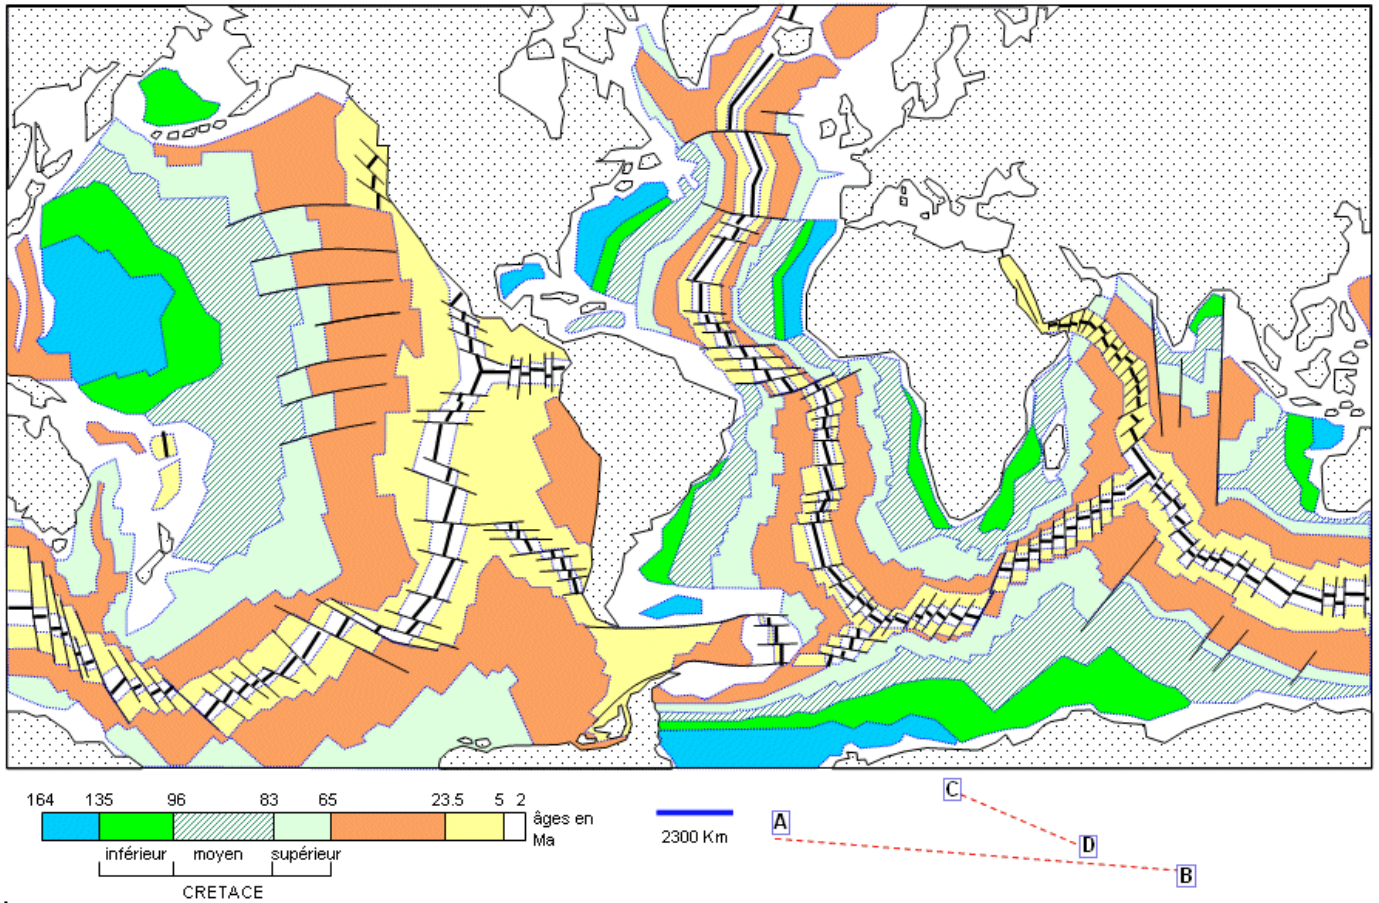 164 135 96 83 65 23.5 5 2
âges en
Ma
inférieur moyen supérieur
CRETACE
2300 Km
A
B
C
D